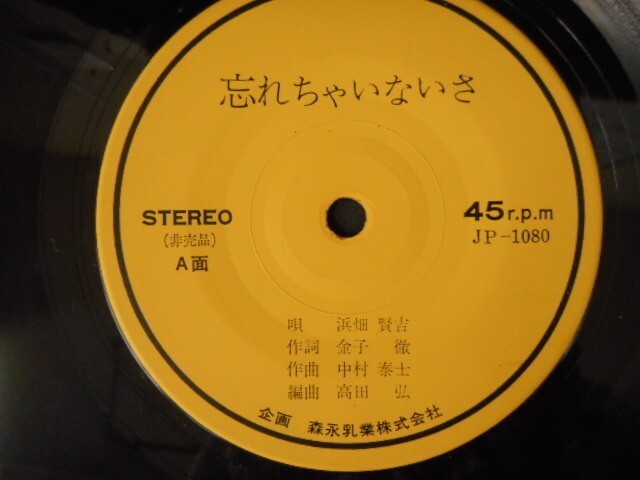 忘れちゃいないさ
STEREO
(非売品)
A面
45 r.p.m
JP-1080
唄 浜畑 賢吉
作詞 金子 徹
作曲 中村 泰士
編曲 高田 弘
企画 森永乳業株式会社